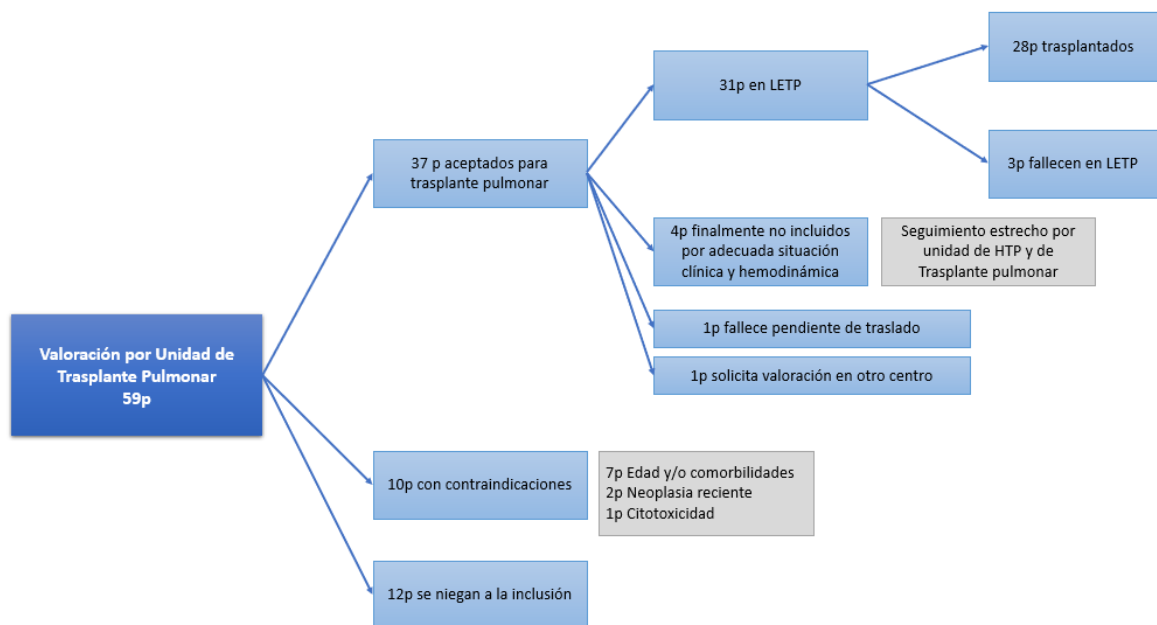 Valoración por Unidad de
Trasplante Pulmonar
59p
37 p aceptados para
trasplante pulmonar
31p en LETP
28p trasplantados
3p fallecen en LETP
4p finalmente no incluidos
por adecuada situación
clínica y hemodinámica
Seguimiento estrecho por
unidad de HTP y de
Trasplante pulmonar
1p fallece pendiente de traslado
1p solicita valoración en otro centro
10p con contraindicaciones
7p Edad y/o comorbilidades
2p Neoplasia reciente
1p Citotoxicidad
12p se niegan a la inclusión